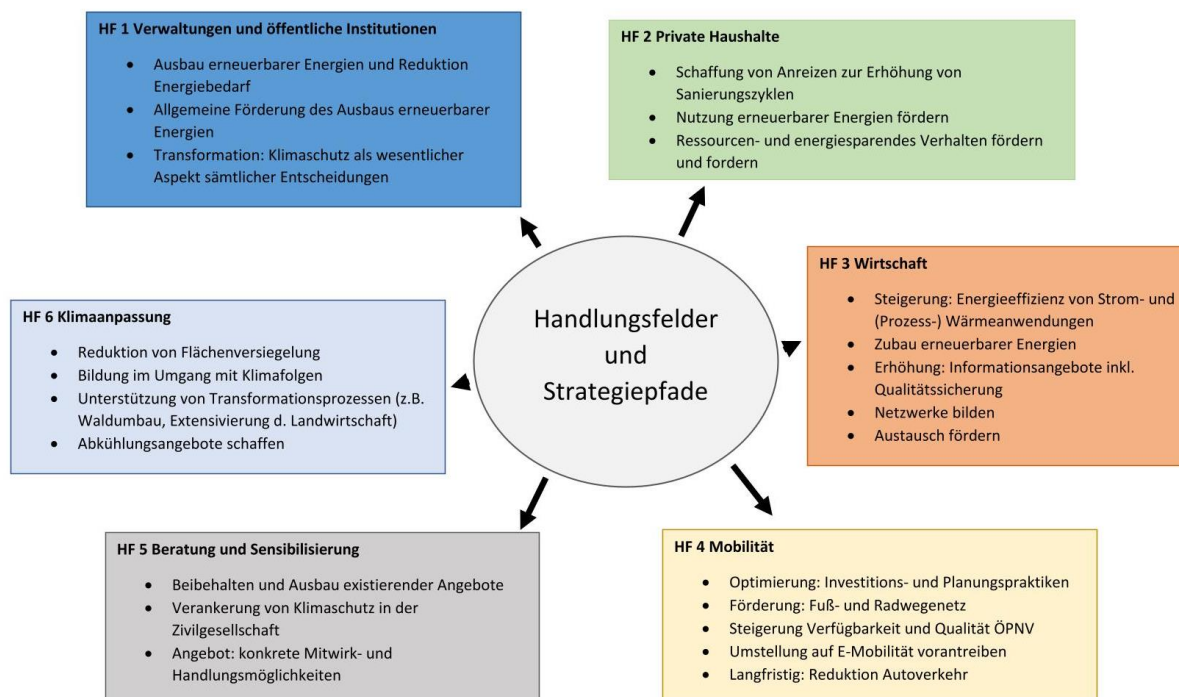 HF 1 Verwaltungen und öffentliche Institutionen
• Ausbau erneuerbarer Energien und Reduktion
Energiebedarf
• Allgemeine Förderung des Ausbaus erneuerbarer
Energien
• Transformation: Klimaschutz als wesentlicher
Aspekt sämtlicher Entscheidungen
HF 2 Private Haushalte
• Schaffung von Anreizen zur Erhöhung von
Sanierungszyklen
• Nutzung erneuerbarer Energien fördern
• Ressourcen- und energiesparendes Verhalten fördern
und fordern
Handlungsfelder
und
Strategiepfade
HF 3 Wirtschaft
• Steigerung: Energieeffizienz von Strom- und
(Prozess-) Wärmeanwendungen
• Zubau erneuerbarer Energien
• Erhöhung: Informationsangebote inkl.
Qualitätssicherung
• Netzwerke bilden
• Austausch fördern
HF 6 Klimaanpassung
• Reduktion von Flächenversiegelung
• Bildung im Umgang mit Klimafolgen
• Unterstützung von Transformationsprozessen (z.B.
Waldumbau, Extensivierung d. Landwirtschaft)
• Abkühlungsangebote schaffen
HF 5 Beratung und Sensibilisierung
• Beibehalten und Ausbau existierender Angebote
• Verankerung von Klimaschutz in der
Zivilgesellschaft
• Angebot: konkrete Mitwirk- und
Handlungsmöglichkeiten
HF 4 Mobilität
• Optimierung: Investitions- und Planungspraktiken
• Förderung: Fuß- und Radwegenetz
• Steigerung Verfügbarkeit und Qualität ÖPNV
• Umstellung auf E-Mobilität vorantreiben
• Langfristig: Reduktion Autoverkehr